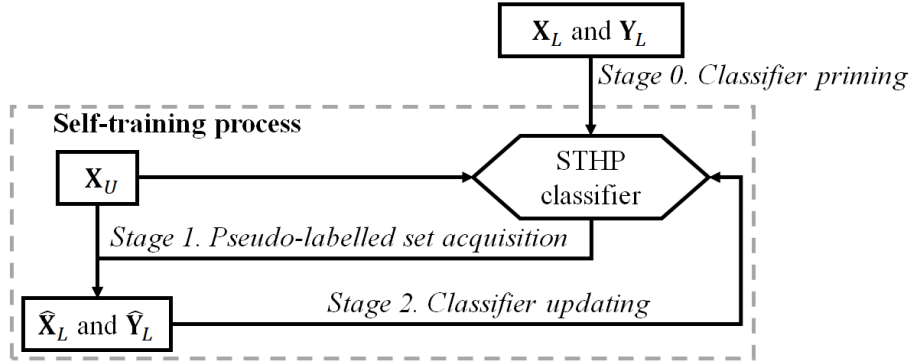 𝐗_L and 𝐘_L
Stage 0. Classifier priming
Self-training process
STHP
classifier
𝐗_U
Stage 1. Pseudo-labelled set acquisition
Stage 2. Classifier updating
𝐗̂_L and 𝐘̂_L